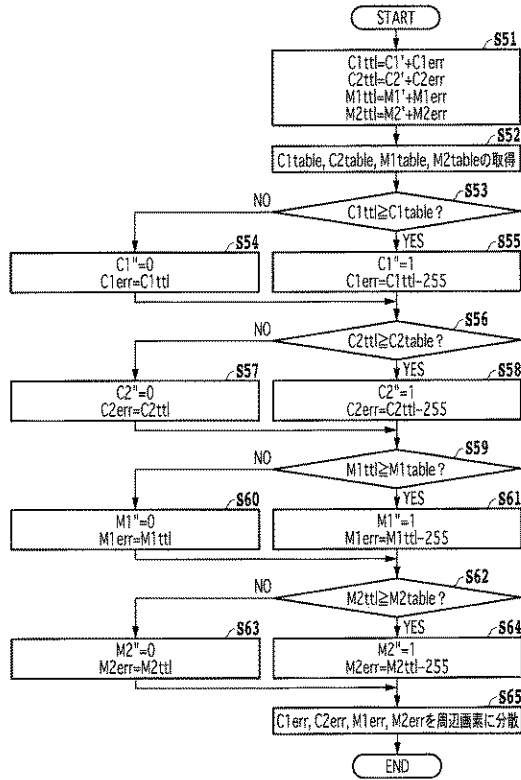 START
S51
C1ttl=C1'+C1err
C2ttl=C2'+C2err
M1ttl=M1'+M1err
M2ttl=M2'+M2err
S52
C1table, C2table, M1table, M2tableの取得
S53
NO
C1ttl≧C1table?
S54
YES
S55
C1"=0
C1err=C1ttl
C1"=1
C1err=C1ttl-255
S56
NO
C2ttl≧C2table?
S57
YES
S58
C2"=0
C2err=C2ttl
C2"=1
C2err=C2ttl-255
S59
NO
M1ttl≧M1table?
S60
YES
S61
M1"=0
M1err=M1ttl
M1"=1
M1err=M1ttl-255
S62
NO
M2ttl≧M2table?
S63
YES
S64
M2"=0
M2err=M2ttl
M2"=1
M2err=M2ttl-255
S65
C1err, C2err, M1err, M2errを周辺画素に分散
END